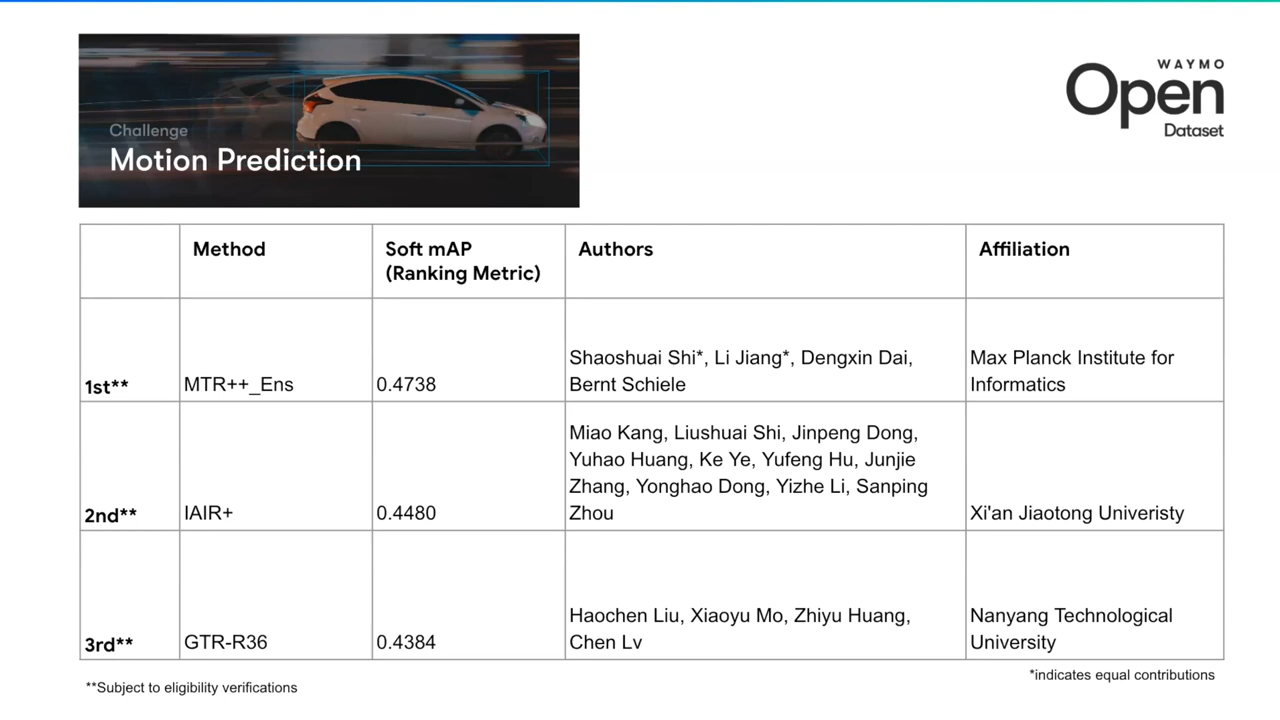 Challenge
Motion Prediction
WAYMO
Open
Dataset
Method
Soft mAP
(Ranking Metric)
Authors
Affiliation
1st**
MTR++_Ens
0.4738
Shaoshuai Shi*, Li Jiang*, Dengxin Dai,
Bernt Schiele
Max Planck Institute for
Informatics
2nd**
IAIR+
0.4480
Miao Kang, Liushuai Shi, Jinpeng Dong,
Yuhao Huang, Ke Ye, Yufeng Hu, Junjie
Zhang, Yonghao Dong, Yizhe Li, Sanping
Zhou
Xi'an Jiaotong Univeristy
3rd**
GTR-R36
0.4384
Haochen Liu, Xiaoyu Mo, Zhiyu Huang,
Chen Lv
Nanyang Technological
University
**Subject to eligibility verifications
*indicates equal contributions